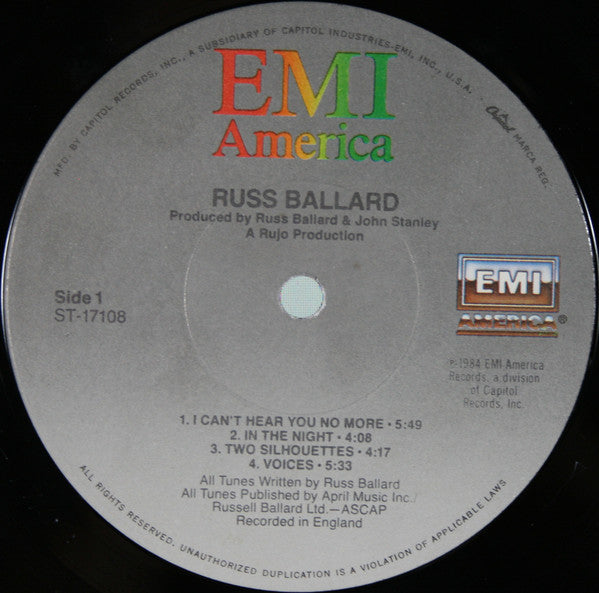 MFD. BY CAPITOL RECORDS, INC., A SUBSIDIARY OF CAPITOL INDUSTRIES-EMI, INC., U.S.A.
Capitol MARCA REG.
EMI
America
RUSS BALLARD
Produced by Russ Ballard & John Stanley
A Rujo Production
Side 1
ST-17108
EMI
AMERICA®
℗1984 EMI America
Records, a division
of Capitol
Records, Inc.
1. I CAN'T HEAR YOU NO MORE • 5:49
2. IN THE NIGHT • 4:08
3. TWO SILHOUETTES • 4:17
4. VOICES • 5:33
All Tunes Written by Russ Ballard
All Tunes Published by April Music Inc./
Russell Ballard Ltd.—ASCAP
Recorded in England
ALL RIGHTS RESERVED. UNAUTHORIZED DUPLICATION IS A VIOLATION OF APPLICABLE LAWS